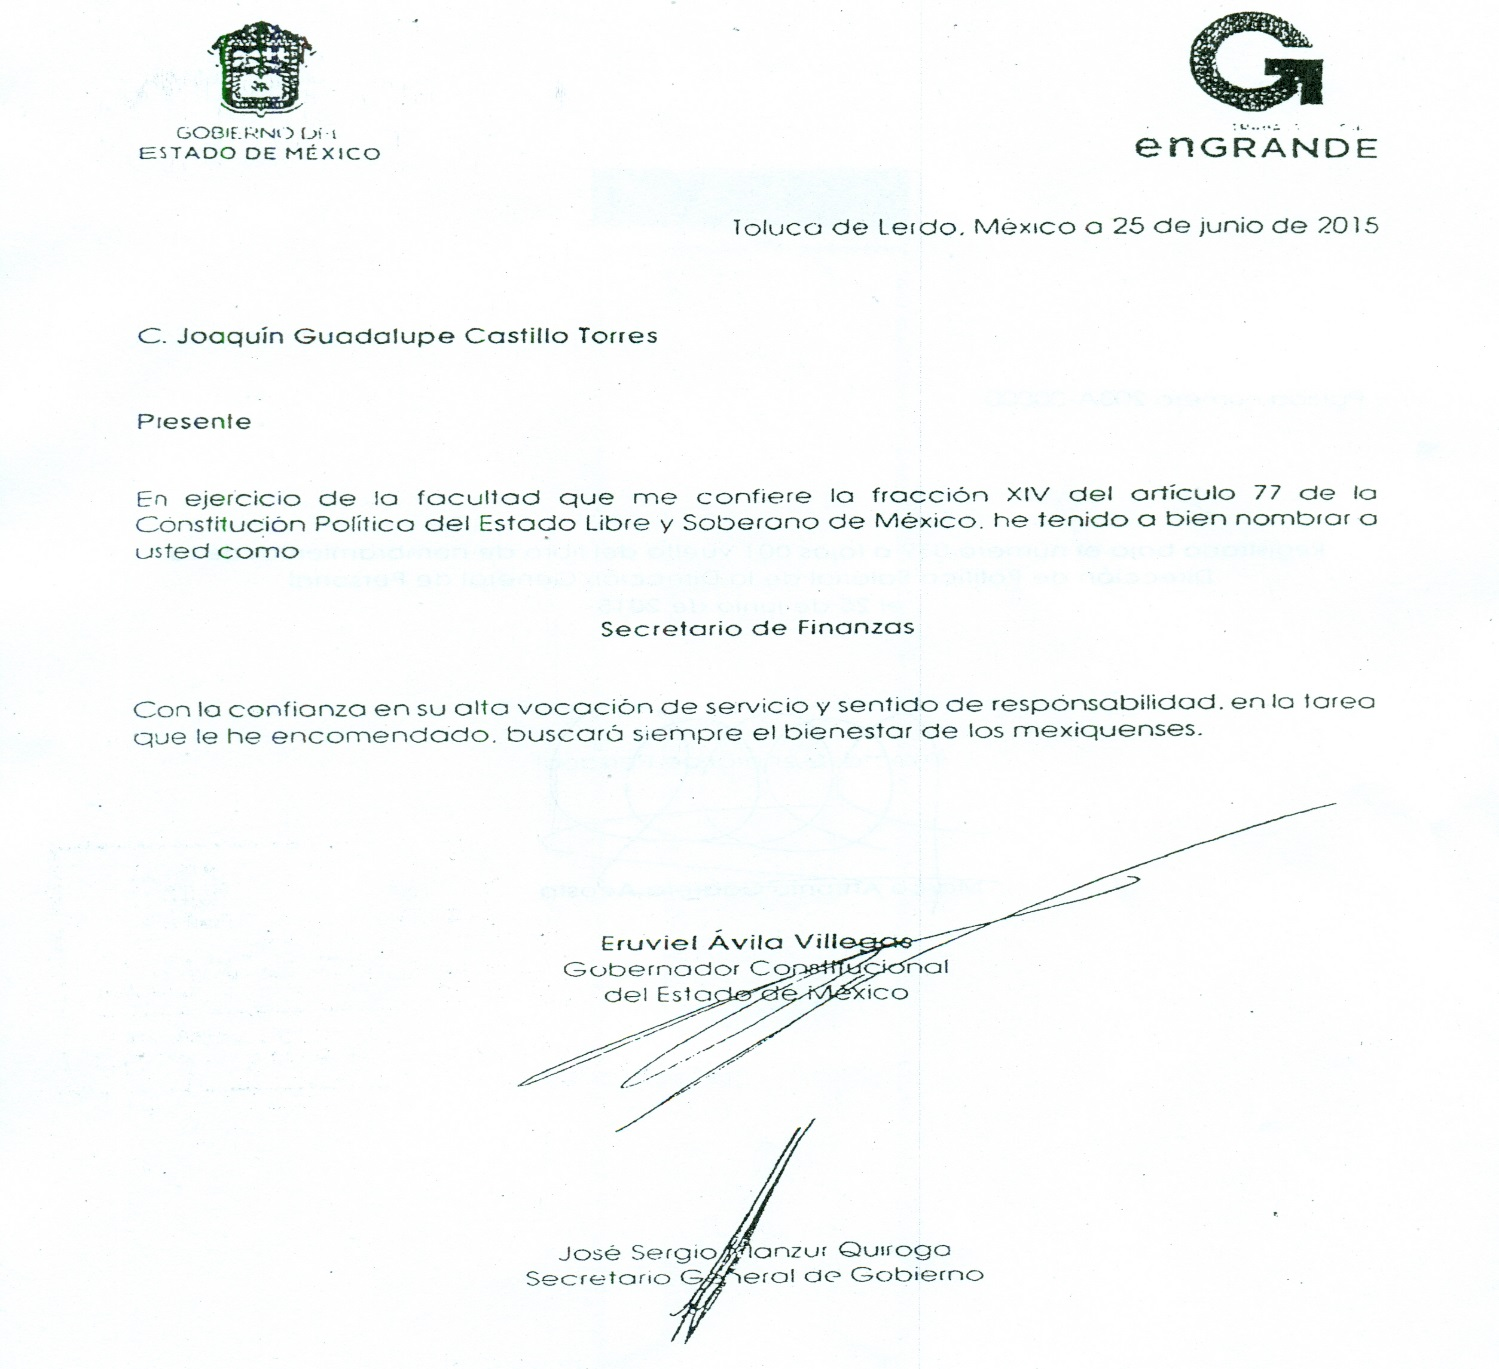 GOBIERNO DEL
ESTADO DE MÉXICO
enGRANDE
Toluca de Lerdo, México a 25 de junio de 2015
C. Joaquín Guadalupe Castillo Torres
Presente
En ejercicio de la facultad que me confiere la fracción XIV del artículo 77 de la
Constitución Política del Estado Libre y Soberano de México, he tenido a bien nombrar a
usted como
Secretario de Finanzas
Con la confianza en su alta vocación de servicio y sentido de responsabilidad, en la tarea
que le he encomendado, buscará siempre el bienestar de los mexiquenses.
Eruviel Ávila Villegas
Gobernador Constitucional
del Estado de México
José Sergio Manzur Quiroga
Secretario General de Gobierno